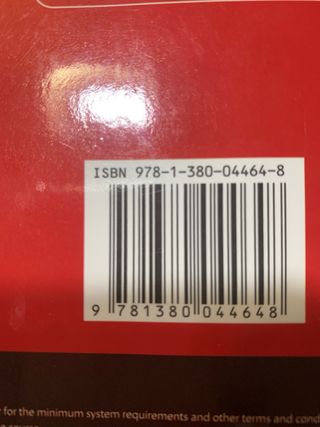 ISBN 978-1-380-04464-8
9 781380 044648
for the minimum system requirements and other terms and cond